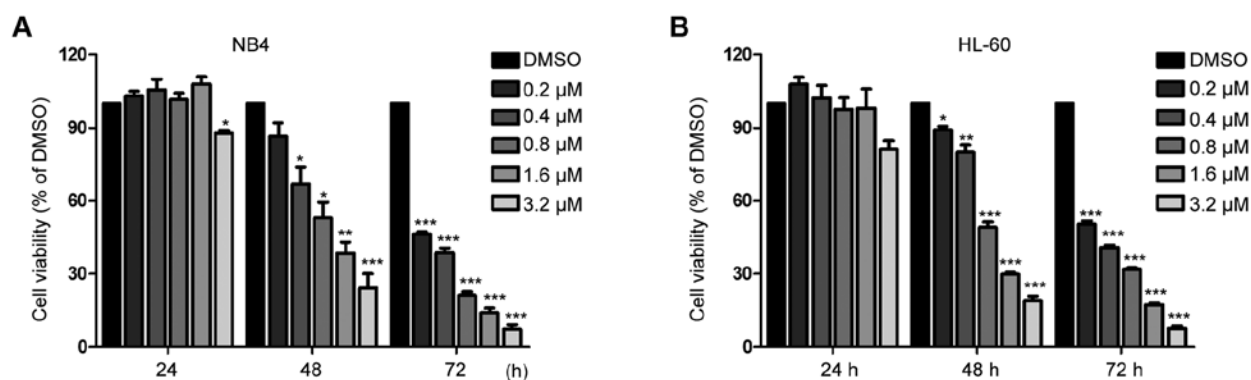 A
NB4
Cell viability (% of DMSO)
120
90
60
30
0
*
*
*
**
***
***
***
***
***
***
24
48
72
(h)
DMSO
0.2 µM
0.4 µM
0.8 µM
1.6 µM
3.2 µM
B
HL-60
Cell viability (% of DMSO)
120
90
60
30
0
*
**
***
***
***
***
***
***
***
***
24 h
48 h
72 h
DMSO
0.2 µM
0.4 µM
0.8 µM
1.6 µM
3.2 µM